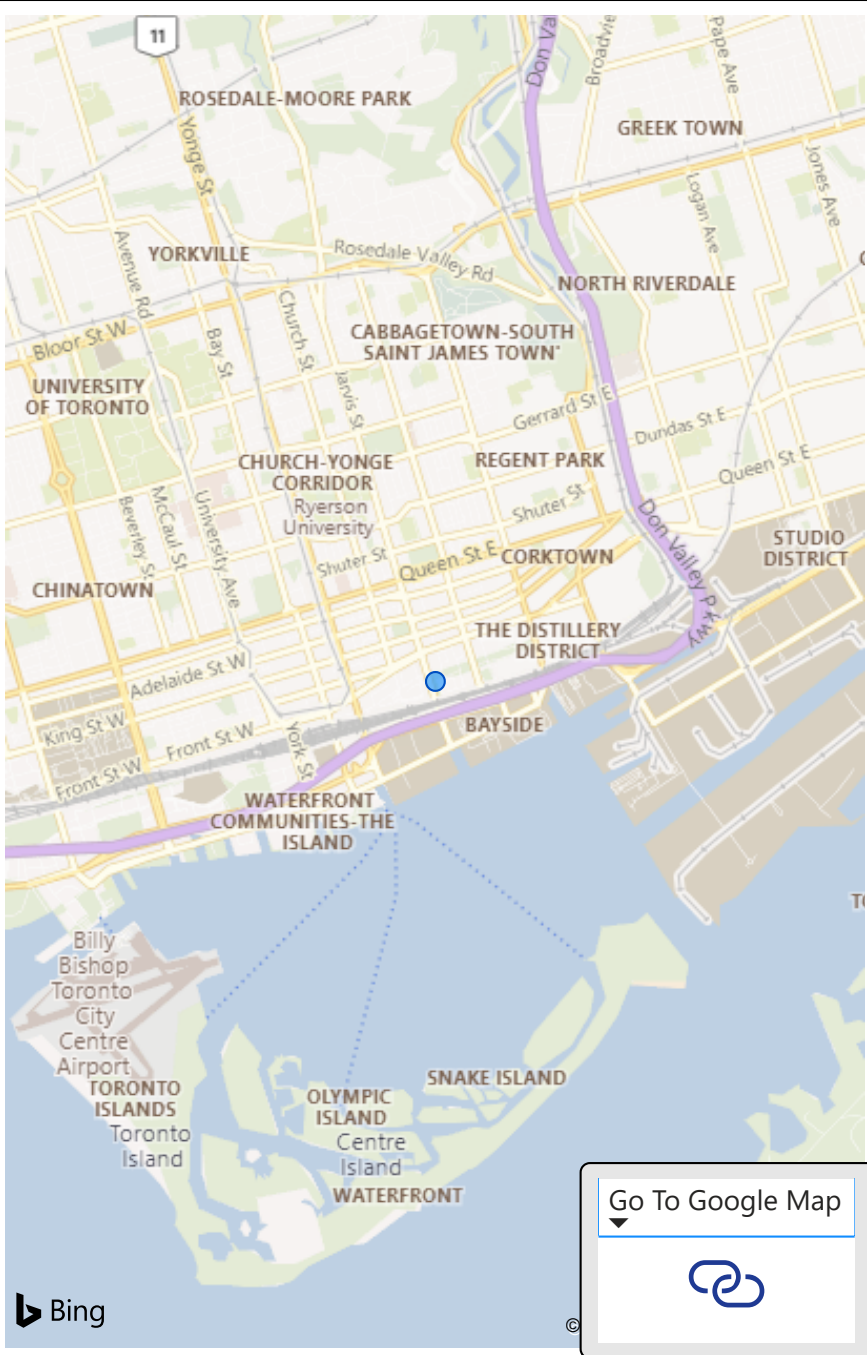 11
Don Va
Broadvie
Pape Ave
ROSEDALE-MOORE PARK
GREEK TOWN
Yonge St
Jones Ave
Logan Ave
Avenue Rd
YORKVILLE
Rosedale Valley Rd
NORTH RIVERDALE
Church St
Bay St
Bloor St W
CABBAGETOWN-SOUTH
SAINT JAMES TOWN
Jarvis St
UNIVERSITY
OF TORONTO
Gerrard St E
Dundas St E
CHURCH-YONGE
CORRIDOR
REGENT PARK
Queen St E
Ryerson
University
Beverley St
McCaul St
University Ave
Shuter St
Don Valley Pkwy
STUDIO
DISTRICT
Shuter St
Queen St E
CORKTOWN
CHINATOWN
THE DISTILLERY
DISTRICT
Adelaide St W
King St W
Front St W
York St
BAYSIDE
Front St W
WATERFRONT
COMMUNITIES-THE
ISLAND
Billy
Bishop
Toronto
City
Centre
Airport
TORONTO
ISLANDS
Toronto
Island
OLYMPIC
ISLAND
SNAKE ISLAND
Centre
Island
WATERFRONT
Go To Google Map
Bing
©